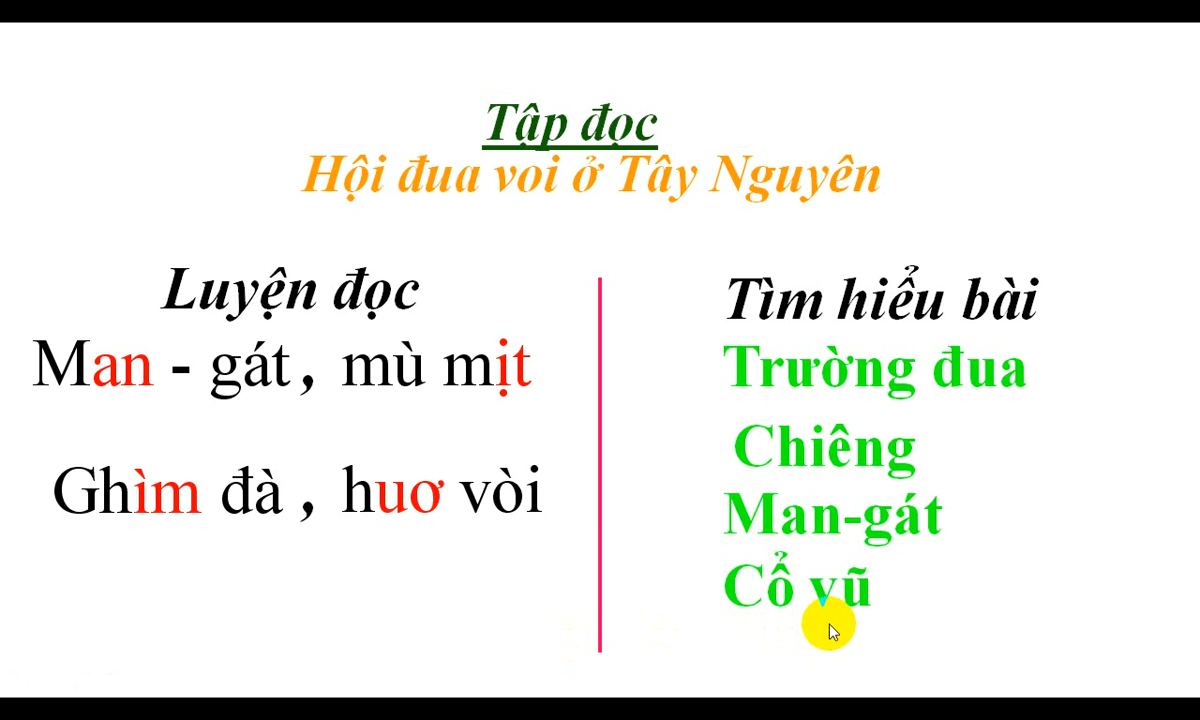 Tập đọc
Hội đua voi ở Tây Nguyên
Luyện đọc
Man - gát, mù mịt
Ghìm đà, huơ vòi
Tìm hiểu bài
Trường đua
Chiêng
Man-gát
Cổ vũ